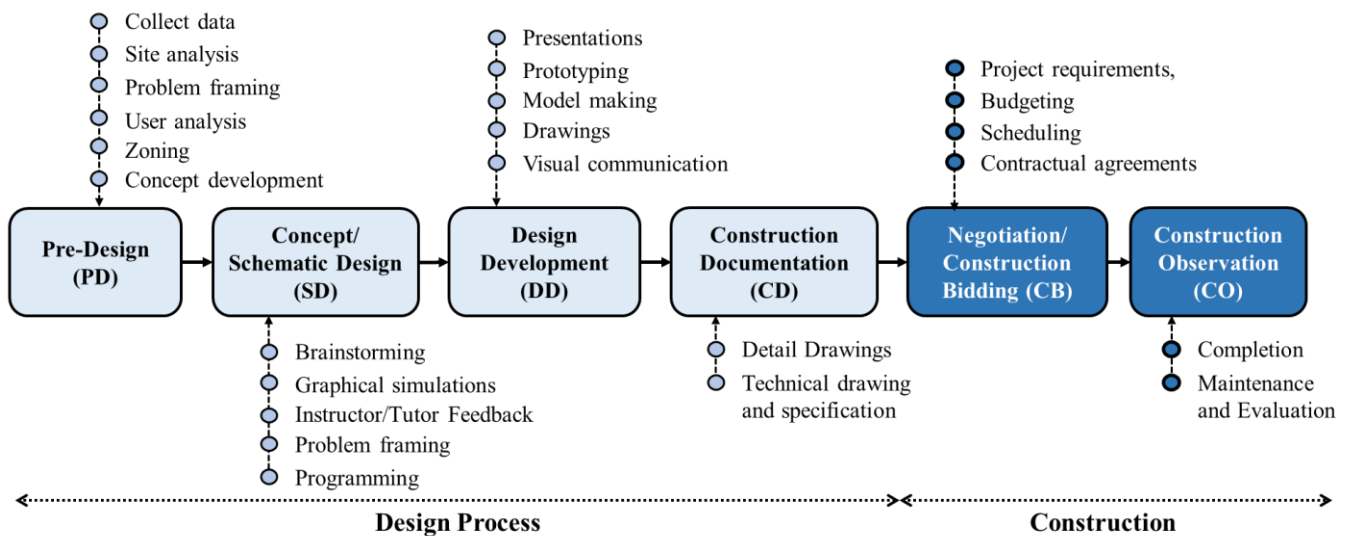 Collect data
Site analysis
Problem framing
User analysis
Zoning
Concept development
Presentations
Prototyping
Model making
Drawings
Visual communication
Project requirements,
Budgeting
Scheduling
Contractual agreements
Pre-Design
(PD)
Concept/
Schematic Design
(SD)
Design
Development
(DD)
Construction
Documentation
(CD)
Negotiation/
Construction
Bidding (CB)
Construction
Observation
(CO)
Brainstorming
Graphical simulations
Instructor/Tutor Feedback
Problem framing
Programming
Detail Drawings
Technical drawing
and specification
Completion
Maintenance
and Evaluation
Design Process
Construction